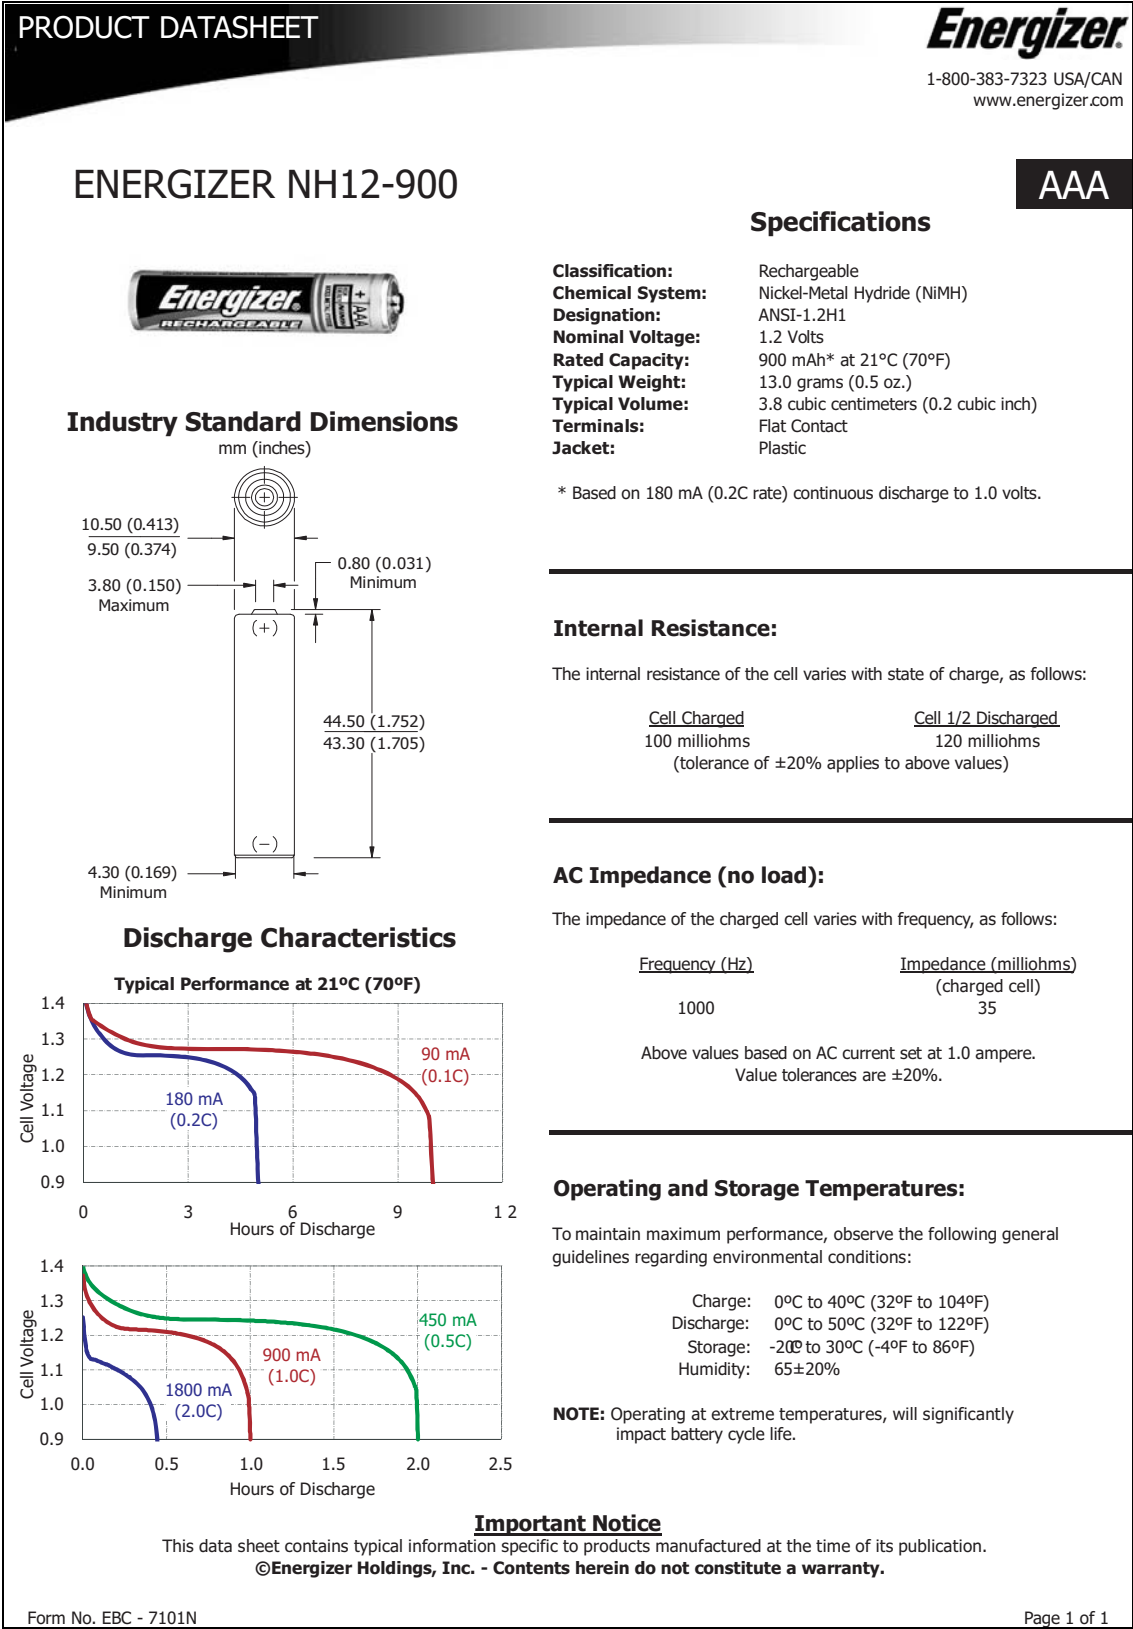 PRODUCT DATASHEET
Energizer.
1-800-383-7323 USA/CAN
www.energizer.com
ENERGIZER NH12-900
AAA
Energizer.
RECHARGEABLE
+ AAA
Industry Standard Dimensions
mm (inches)
10.50 (0.413)
9.50 (0.374)
3.80 (0.150)
Maximum
0.80 (0.031)
Minimum
(+)
44.50 (1.752)
43.30 (1.705)
(−)
4.30 (0.169)
Minimum
Discharge Characteristics
Typical Performance at 21ºC (70ºF)
1.4
1.3
1.2
1.1
1.0
0.9
Cell Voltage
90 mA
(0.1C)
180 mA
(0.2C)
0 3 6 9 1 2
Hours of Discharge
1.4
1.3
1.2
1.1
1.0
0.9
Cell Voltage
450 mA
(0.5C)
900 mA
(1.0C)
1800 mA
(2.0C)
0.0 0.5 1.0 1.5 2.0 2.5
Hours of Discharge
Specifications
Classification: Rechargeable
Chemical System: Nickel-Metal Hydride (NiMH)
Designation: ANSI-1.2H1
Nominal Voltage: 1.2 Volts
Rated Capacity: 900 mAh* at 21°C (70°F)
Typical Weight: 13.0 grams (0.5 oz.)
Typical Volume: 3.8 cubic centimeters (0.2 cubic inch)
Terminals: Flat Contact
Jacket: Plastic
* Based on 180 mA (0.2C rate) continuous discharge to 1.0 volts.
Internal Resistance:
The internal resistance of the cell varies with state of charge, as follows:
Cell Charged Cell 1/2 Discharged
100 milliohms 120 milliohms
(tolerance of ±20% applies to above values)
AC Impedance (no load):
The impedance of the charged cell varies with frequency, as follows:
Frequency (Hz) Impedance (milliohms)
(charged cell)
1000 35
Above values based on AC current set at 1.0 ampere.
Value tolerances are ±20%.
Operating and Storage Temperatures:
To maintain maximum performance, observe the following general
guidelines regarding environmental conditions:
Charge: 0ºC to 40ºC (32ºF to 104ºF)
Discharge: 0ºC to 50ºC (32ºF to 122ºF)
Storage: -20ºC to 30ºC (-4ºF to 86ºF)
Humidity: 65±20%
NOTE: Operating at extreme temperatures, will significantly
impact battery cycle life.
Important Notice
This data sheet contains typical information specific to products manufactured at the time of its publication.
©Energizer Holdings, Inc. - Contents herein do not constitute a warranty.
Form No. EBC - 7101N
Page 1 of 1